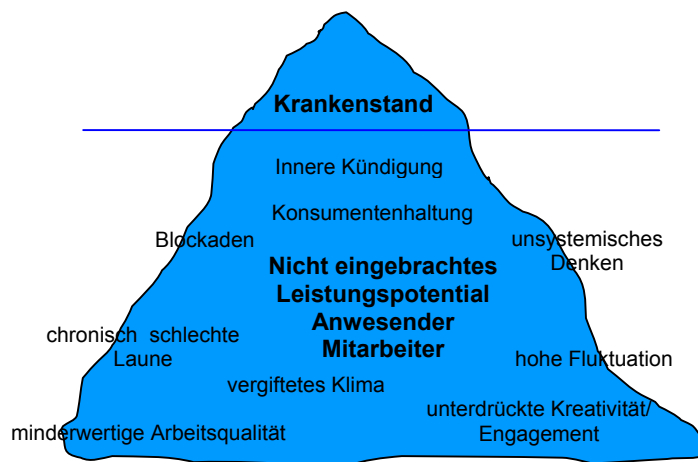 Krankenstand
Innere Kündigung
Konsumentenhaltung
Blockaden
unsystemisches
Denken
Nicht eingebrachtes
Leistungspotential
Anwesender
Mitarbeiter
chronisch schlechte
Laune
hohe Fluktuation
vergiftetes Klima
unterdrückte Kreativität/
Engagement
minderwertige Arbeitsqualität